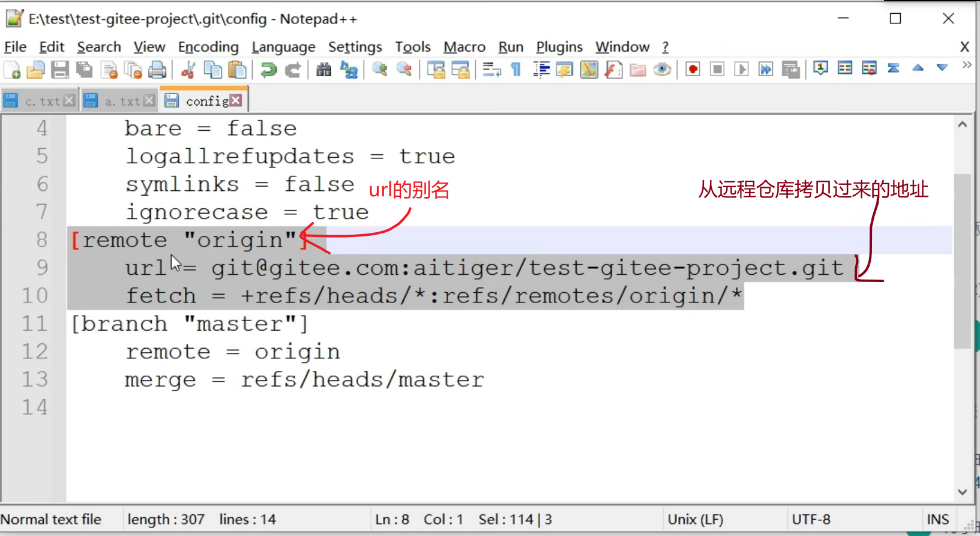 E:\test\test-gitee-project\.git\config - Notepad++
File Edit Search View Encoding Language Settings Tools Macro Run Plugins Window ? X
c.txt a.txt config
4 bare = false
5 logallrefupdates = true
6 symlinks = false
url的别名
从远程仓库拷贝过来的地址
7 ignorecase = true
8 [remote "origin"]
9 url = git@gitee.com:aitiger/test-gitee-project.git
10 fetch = +refs/heads/*:refs/remotes/origin/*
11 [branch "master"]
12 remote = origin
13 merge = refs/heads/master
14
Normal text file length : 307 lines : 14 Ln : 8 Col : 1 Sel : 114 | 3 Unix (LF) UTF-8 INS